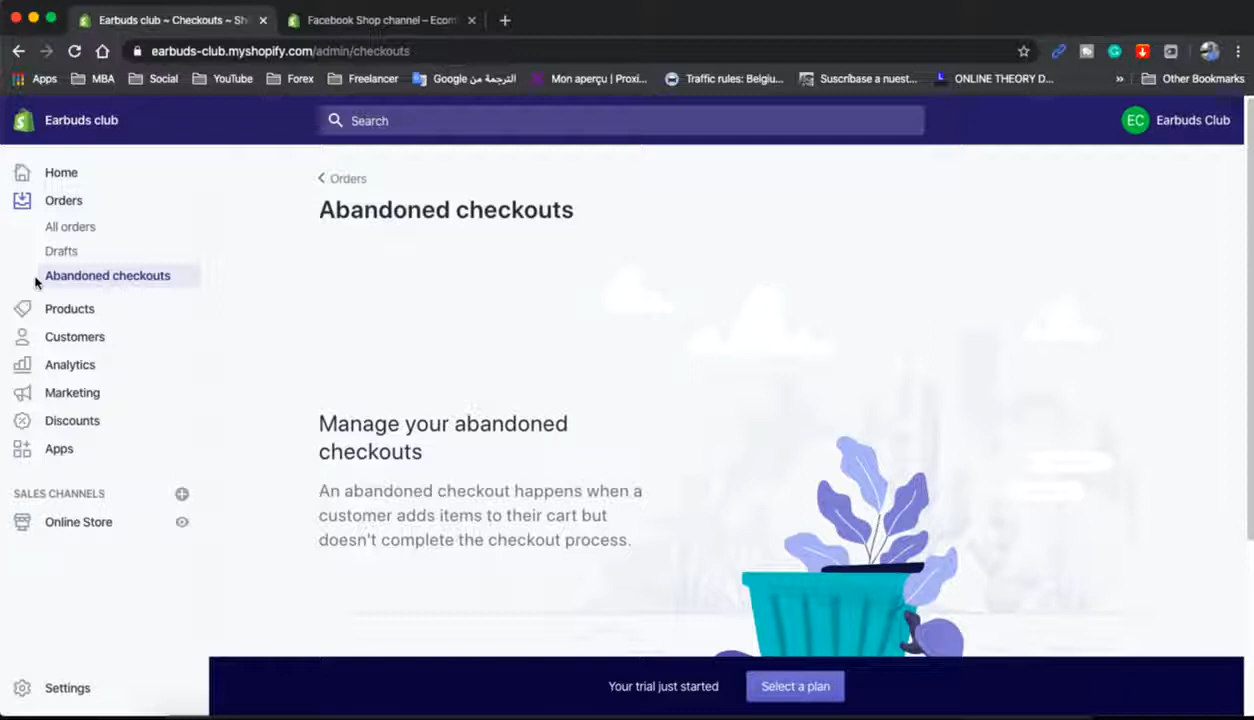 Earbuds club ~ Checkouts ~ Sh
Facebook Shop channel – Ecom
earbuds-club.myshopify.com/admin/checkouts
Apps
MBA
Social
YouTube
Forex
Freelancer
الترجمة من Google
Mon aperçu | Proxi...
Traffic rules: Belgiu...
Suscríbase a nuest...
ONLINE THEORY D...
»
Other Bookmarks
Earbuds club
Search
EC
Earbuds Club
Home
Orders
All orders
Drafts
Abandoned checkouts
Products
Customers
Analytics
Marketing
Discounts
Apps
SALES CHANNELS
Online Store
Settings
Orders
Abandoned checkouts
Manage your abandoned
checkouts
An abandoned checkout happens when a
customer adds items to their cart but
doesn't complete the checkout process.
Your trial just started
Select a plan